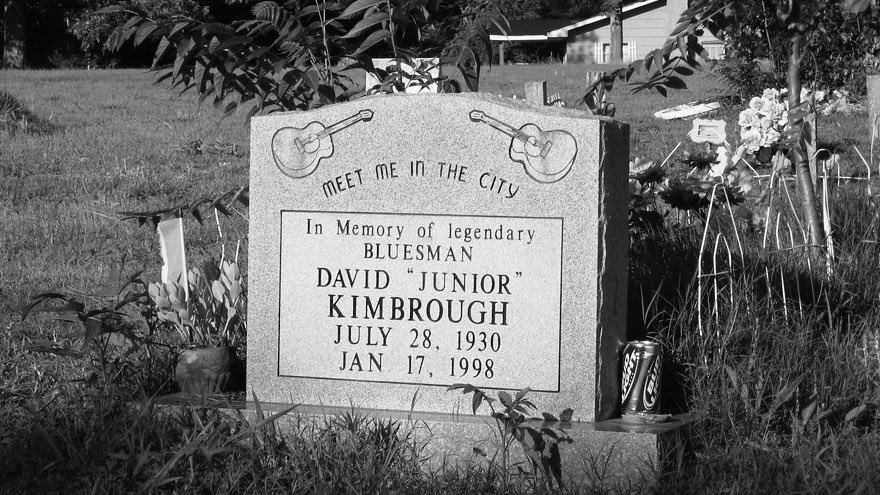 MEET ME IN THE CITY
In Memory of legendary
BLUESMAN
DAVID "JUNIOR"
KIMBROUGH
JULY 28, 1930
JAN 17, 1998